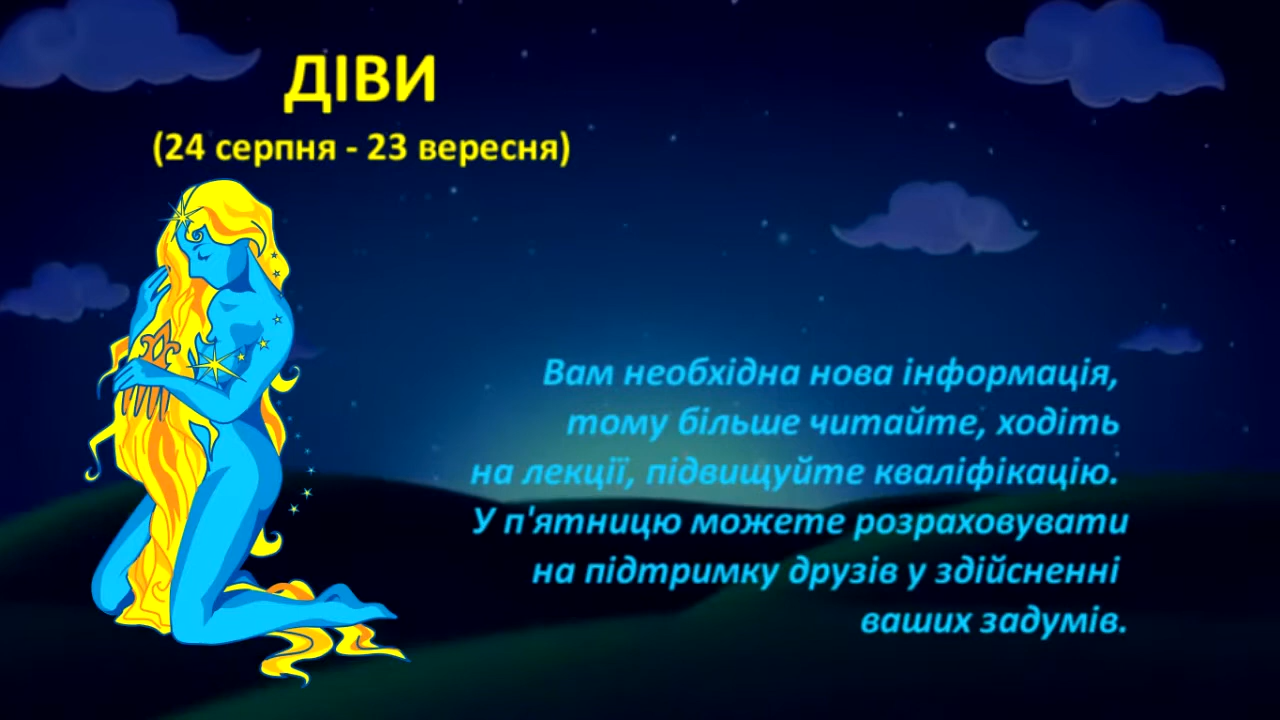 ДІВИ
(24 серпня - 23 вересня)
Вам необхідна нова інформація,
тому більше читайте, ходіть
на лекції, підвищуйте кваліфікацію.
У п'ятницю можете розраховувати
на підтримку друзів у здійсненні
ваших задумів.